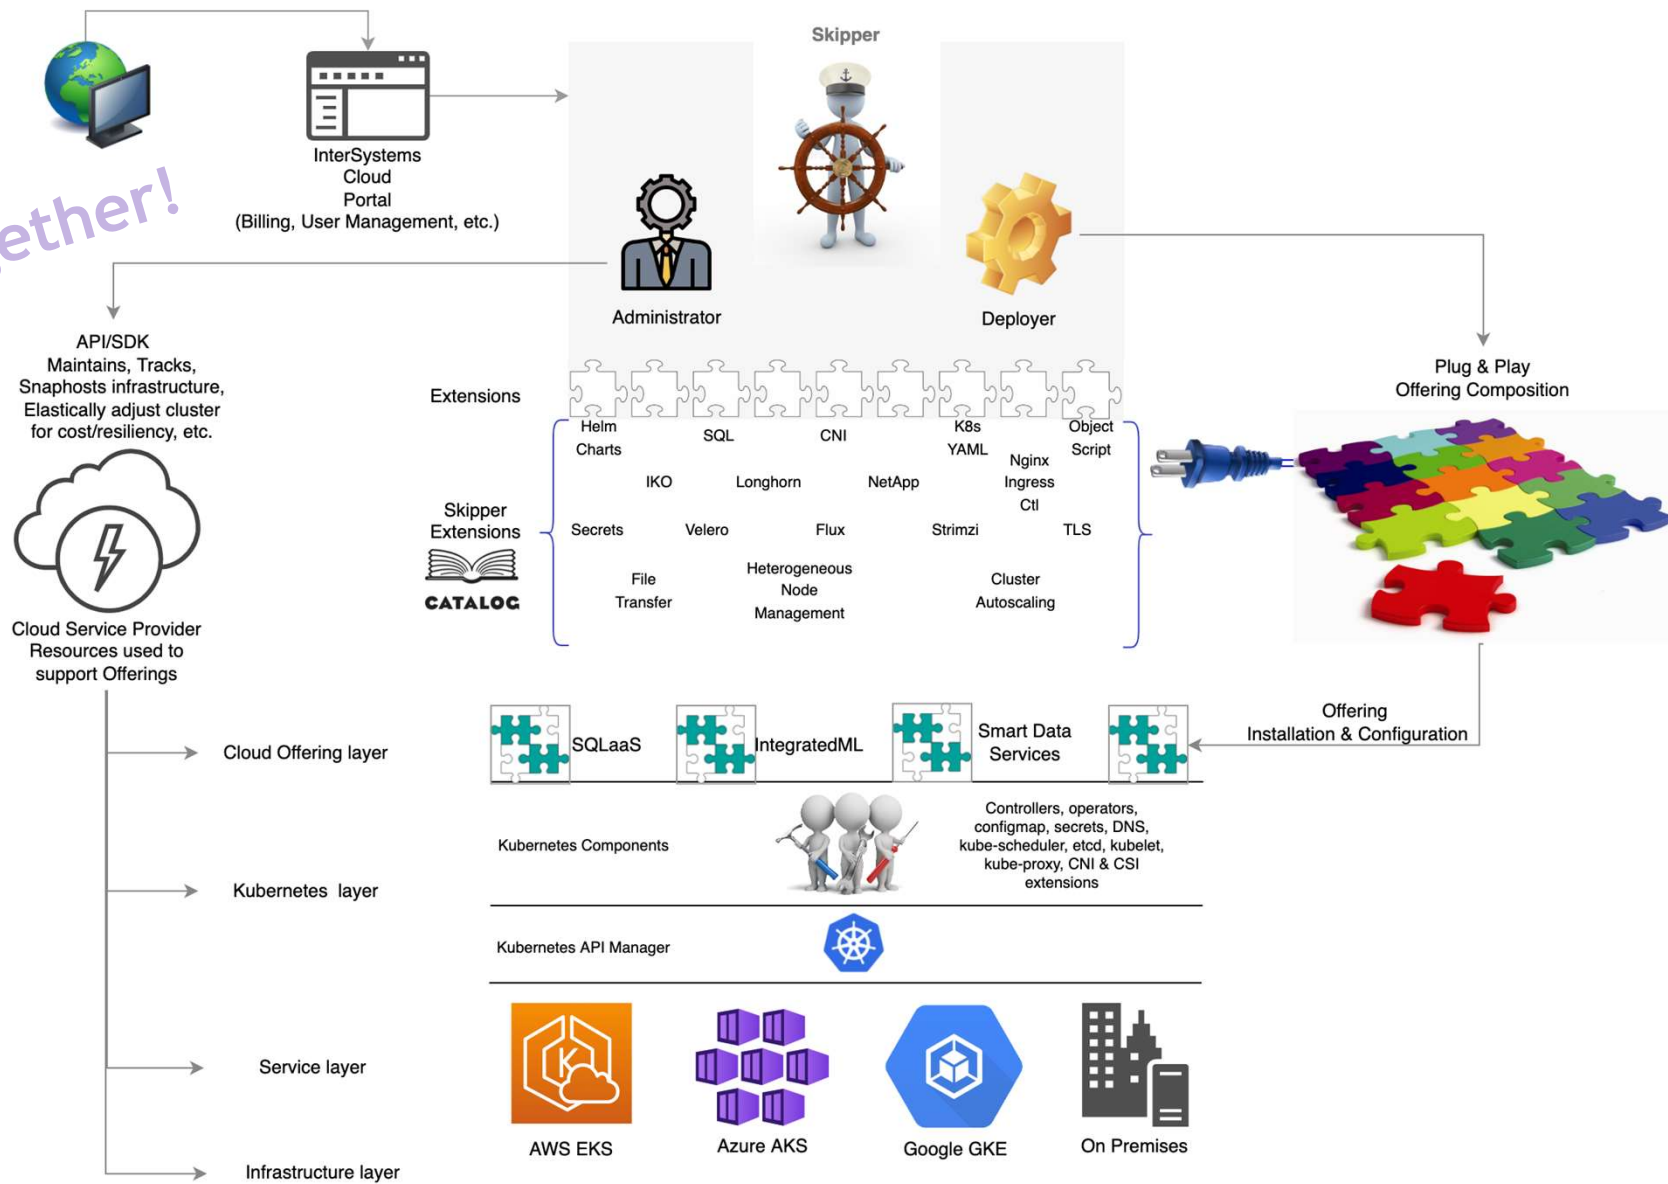 Skipper
InterSystems
Cloud
Portal
(Billing, User Management, etc.)
ether!
Administrator
Deployer
API/SDK
Maintains, Tracks,
Snaphosts infrastructure,
Elastically adjust cluster
for cost/resiliency, etc.
Plug & Play
Offering Composition
Extensions
Helm
Charts
SQL
CNI
K8s
YAML
Object
Script
IKO
Longhorn
NetApp
Nginx
Ingress
Ctl
Skipper
Extensions
CATALOG
Secrets
Velero
Flux
Strimzi
TLS
File
Transfer
Heterogeneous
Node
Management
Cluster
Autoscaling
Cloud Service Provider
Resources used to
support Offerings
Offering
Installation & Configuration
Cloud Offering layer
SQLaaS
IntegratedML
Smart Data
Services
Kubernetes Components
Controllers, operators,
configmap, secrets, DNS,
kube-scheduler, etcd, kubelet,
kube-proxy, CNI & CSI
extensions
Kubernetes layer
Kubernetes API Manager
Service layer
K
AWS EKS
Azure AKS
Google GKE
On Premises
Infrastructure layer